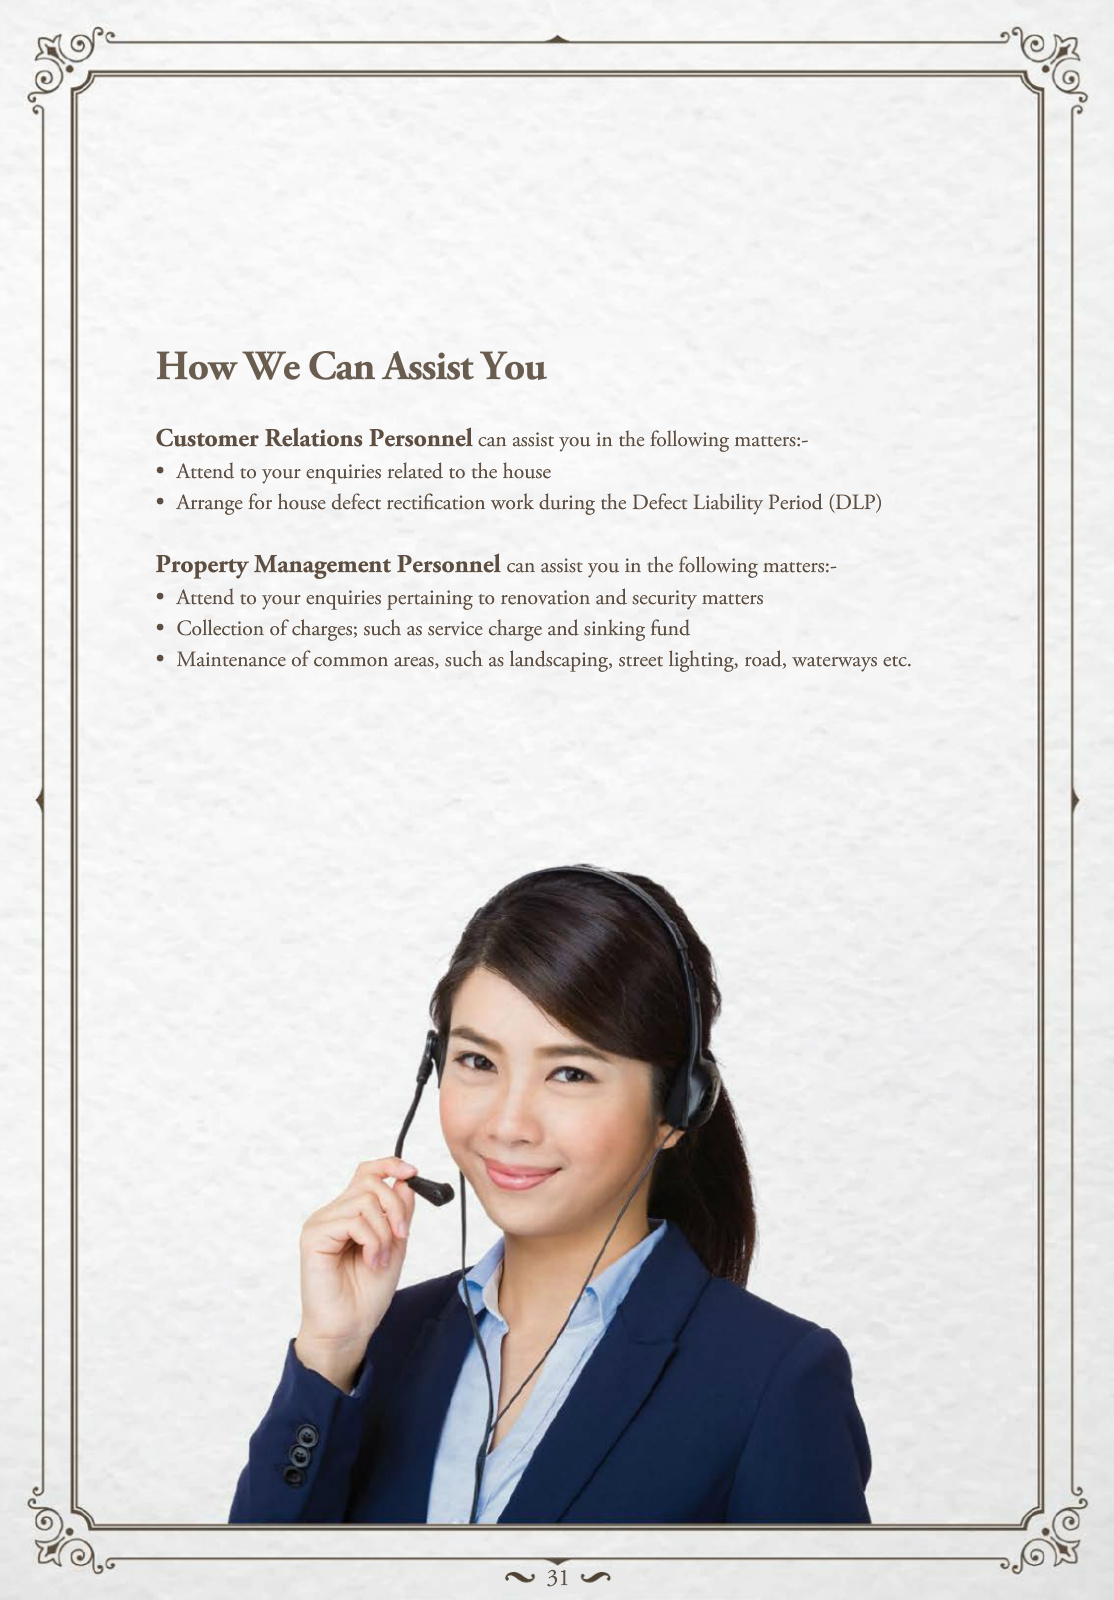 How We Can Assist You
Customer Relations Personnel can assist you in the following matters:-
• Attend to your enquiries related to the house
• Arrange for house defect rectification work during the Defect Liability Period (DLP)
Property Management Personnel can assist you in the following matters:-
• Attend to your enquiries pertaining to renovation and security matters
• Collection of charges; such as service charge and sinking fund
• Maintenance of common areas, such as landscaping, street lighting, road, waterways etc.
31